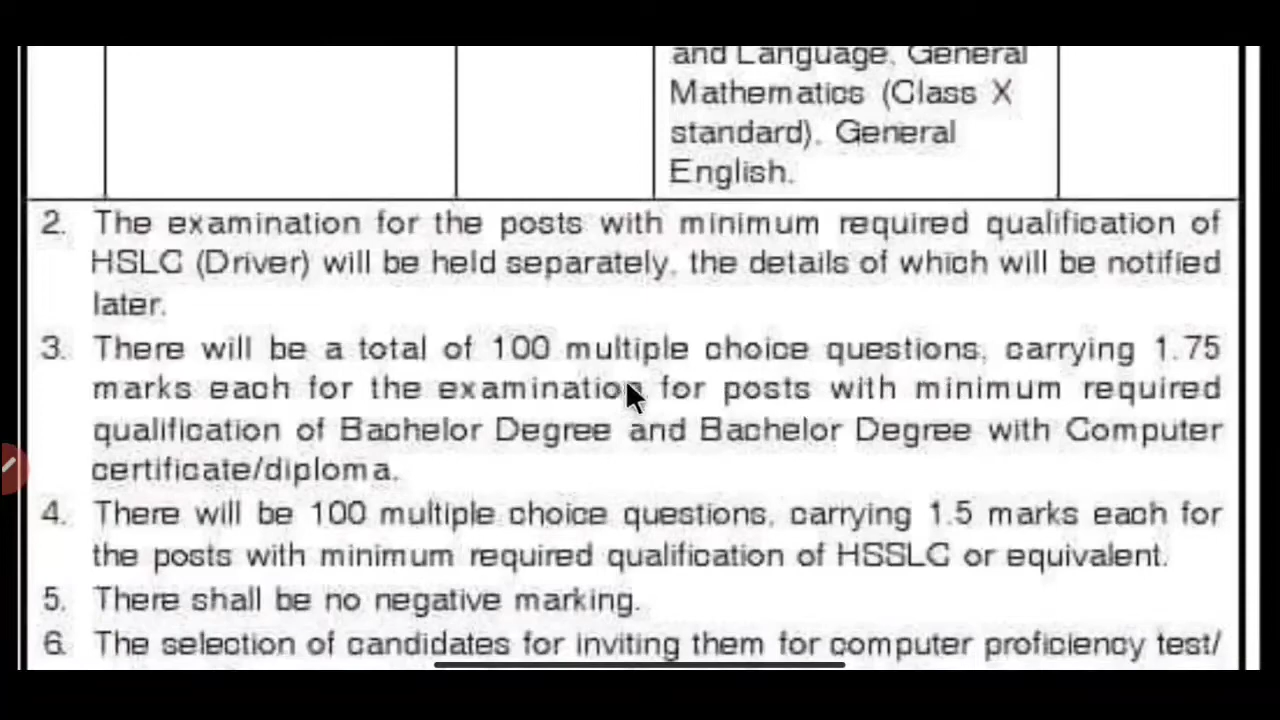 and Language, General
Mathematics (Class X
standard), General
English.
2. The examination for the posts with minimum required qualification of
HSLC (Driver) will be held separately, the details of which will be notified
later.
3. There will be a total of 100 multiple choice questions, carrying 1.75
marks each for the examination for posts with minimum required
qualification of Bachelor Degree and Bachelor Degree with Computer
certificate/diploma.
4. There will be 100 multiple choice questions, carrying 1.5 marks each for
the posts with minimum required qualification of HSSLC or equivalent.
5. There shall be no negative marking.
6. The selection of candidates for inviting them for computer proficiency test/